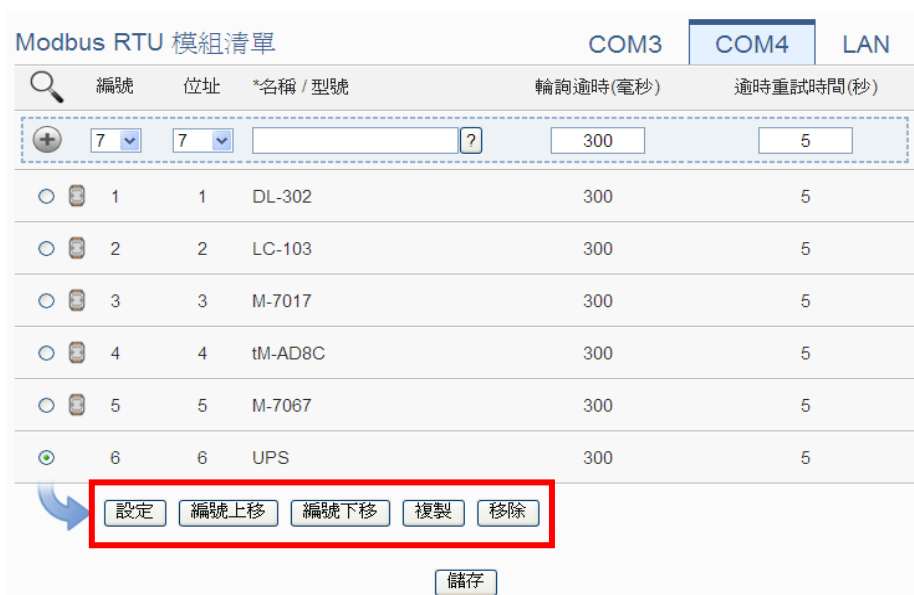 Modbus RTU 模組清單 COM3 COM4 LAN
編號 位址 *名稱 / 型號 輪詢逾時(毫秒) 逾時重試時間(秒)
7 7 ? 300 5
1 1 DL-302 300 5
2 2 LC-103 300 5
3 3 M-7017 300 5
4 4 tM-AD8C 300 5
5 5 M-7067 300 5
6 6 UPS 300 5
設定 編號上移 編號下移 複製 移除
儲存